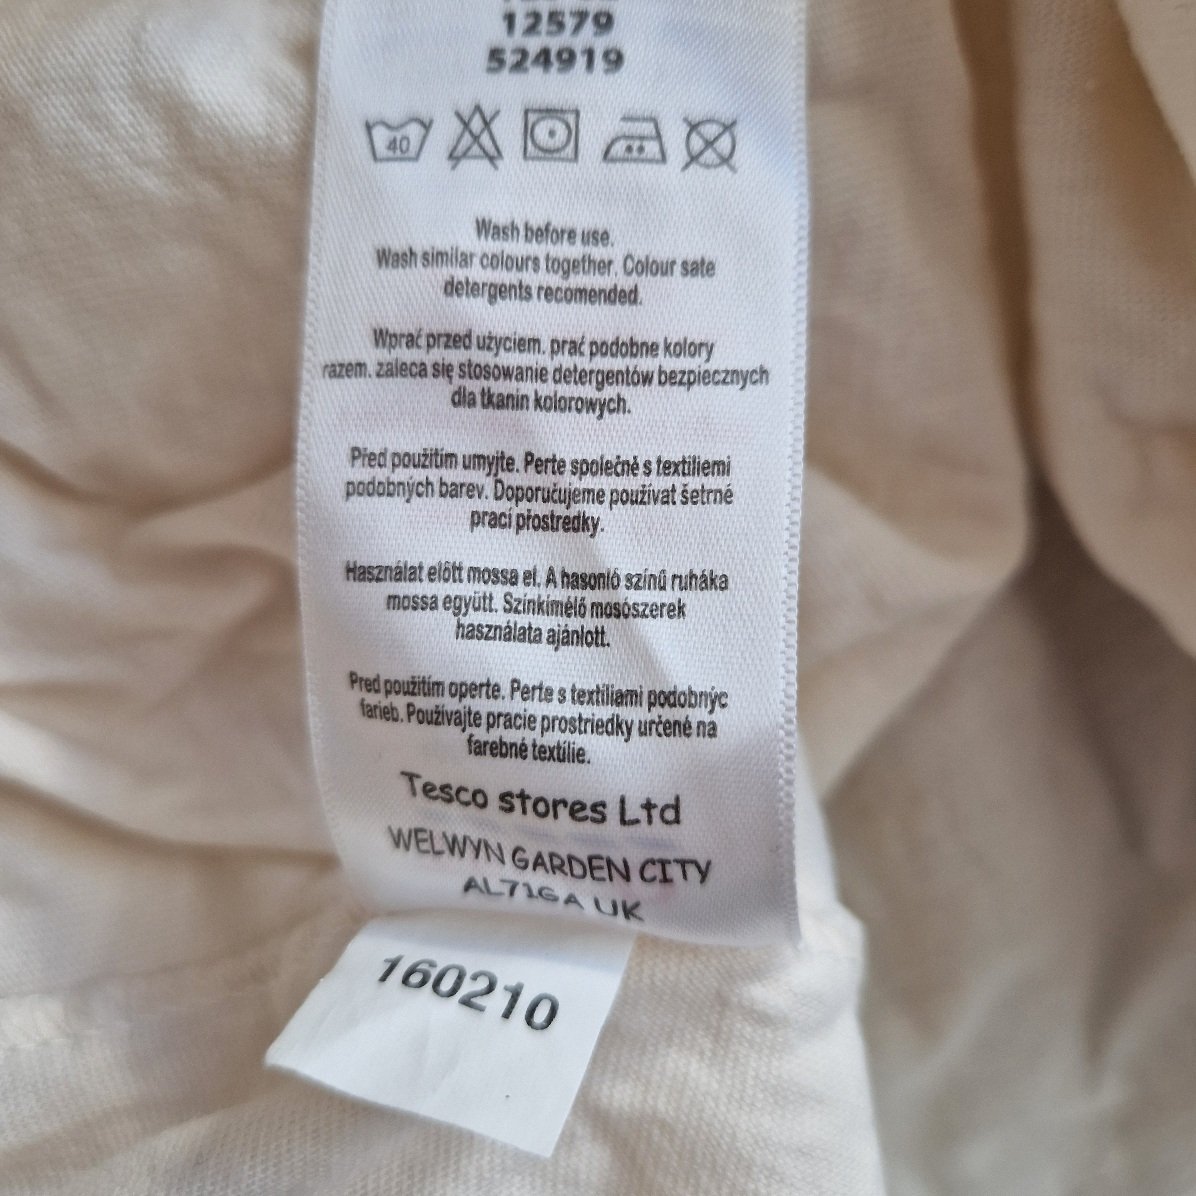 12579
524919
40
Wash before use.
Wash similar colours together. Colour sate
detergents recomended.
Wprać przed użyciem. prać podobne kolory
razem. zaleca się stosowanie detergentów bezpiecznych
dla tkanin kolorowych.
Před použitím umyjte. Perte společně s textiliemi
podobných barev. Doporučujeme používat šetrné
prací přostredky.
Használat előtt mossa el. A hasonló színű ruháka
mossa együtt. Színkímélő mosószerek
használata ajánlott.
Pred použitím operte. Perte s textíliami podobnýc
farieb. Používajte pracie prostriedky určené na
farebné textílie.
Tesco stores Ltd
WELWYN GARDEN CITY
AL71GA UK
160210